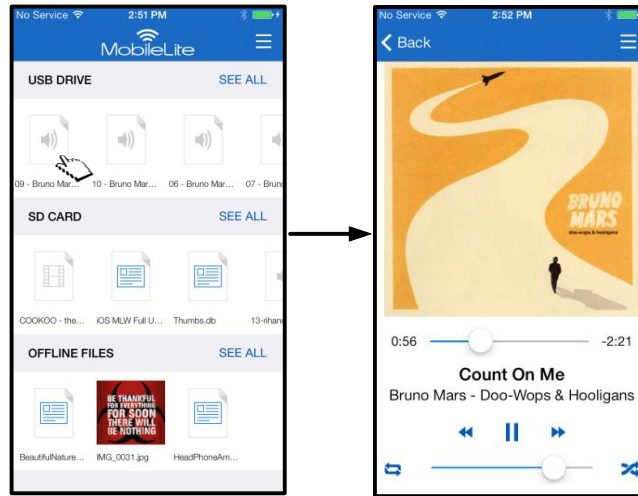 No Service 2:51 PM
MobileLite
USB DRIVE SEE ALL
09 - Bruno Mar... 10 - Bruno Mar... 06 - Bruno Mar... 07 - Brun
SD CARD SEE ALL
COOKOO - the... iOS MLW Full U... Thumbs.db 13-rihan
OFFLINE FILES SEE ALL
BE THANKFUL
FOR EVERYTHING
FOR SOON
THERE WILL
BE NOTHING
BeautifulNature... IMG_0031.jpg HeadPhoneAm...
No Service 2:52 PM
Back
BRUNO
MARS
doo-wops & hooligans
0:56 -2:21
Count On Me
Bruno Mars - Doo-Wops & Hooligans